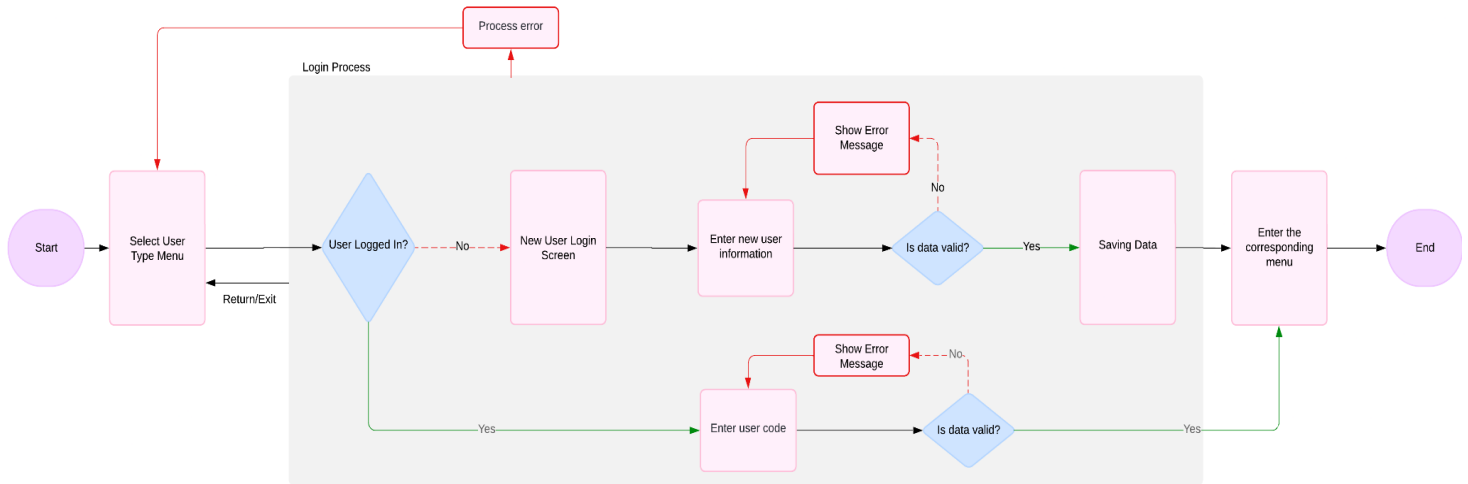 Process error
Login Process
Show Error
Message
No
Start
Select User
Type Menu
User Logged In?
No
New User Login
Screen
Enter new user
information
Is data valid?
Yes
Saving Data
Enter the
corresponding
menu
End
Return/Exit
Show Error
Message
No
Yes
Enter user code
Is data valid?
Yes